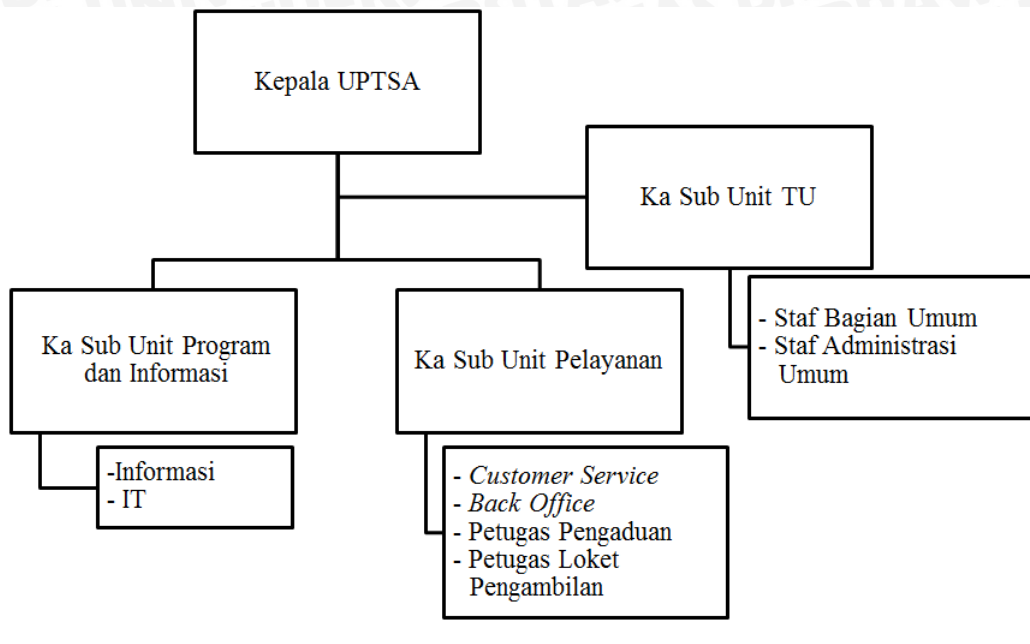 Kepala UPTSA
Ka Sub Unit TU
- Staf Bagian Umum
- Staf Administrasi
Umum
Ka Sub Unit Program
dan Informasi
-Informasi
- IT
Ka Sub Unit Pelayanan
- Customer Service
- Back Office
- Petugas Pengaduan
- Petugas Loket
Pengambilan